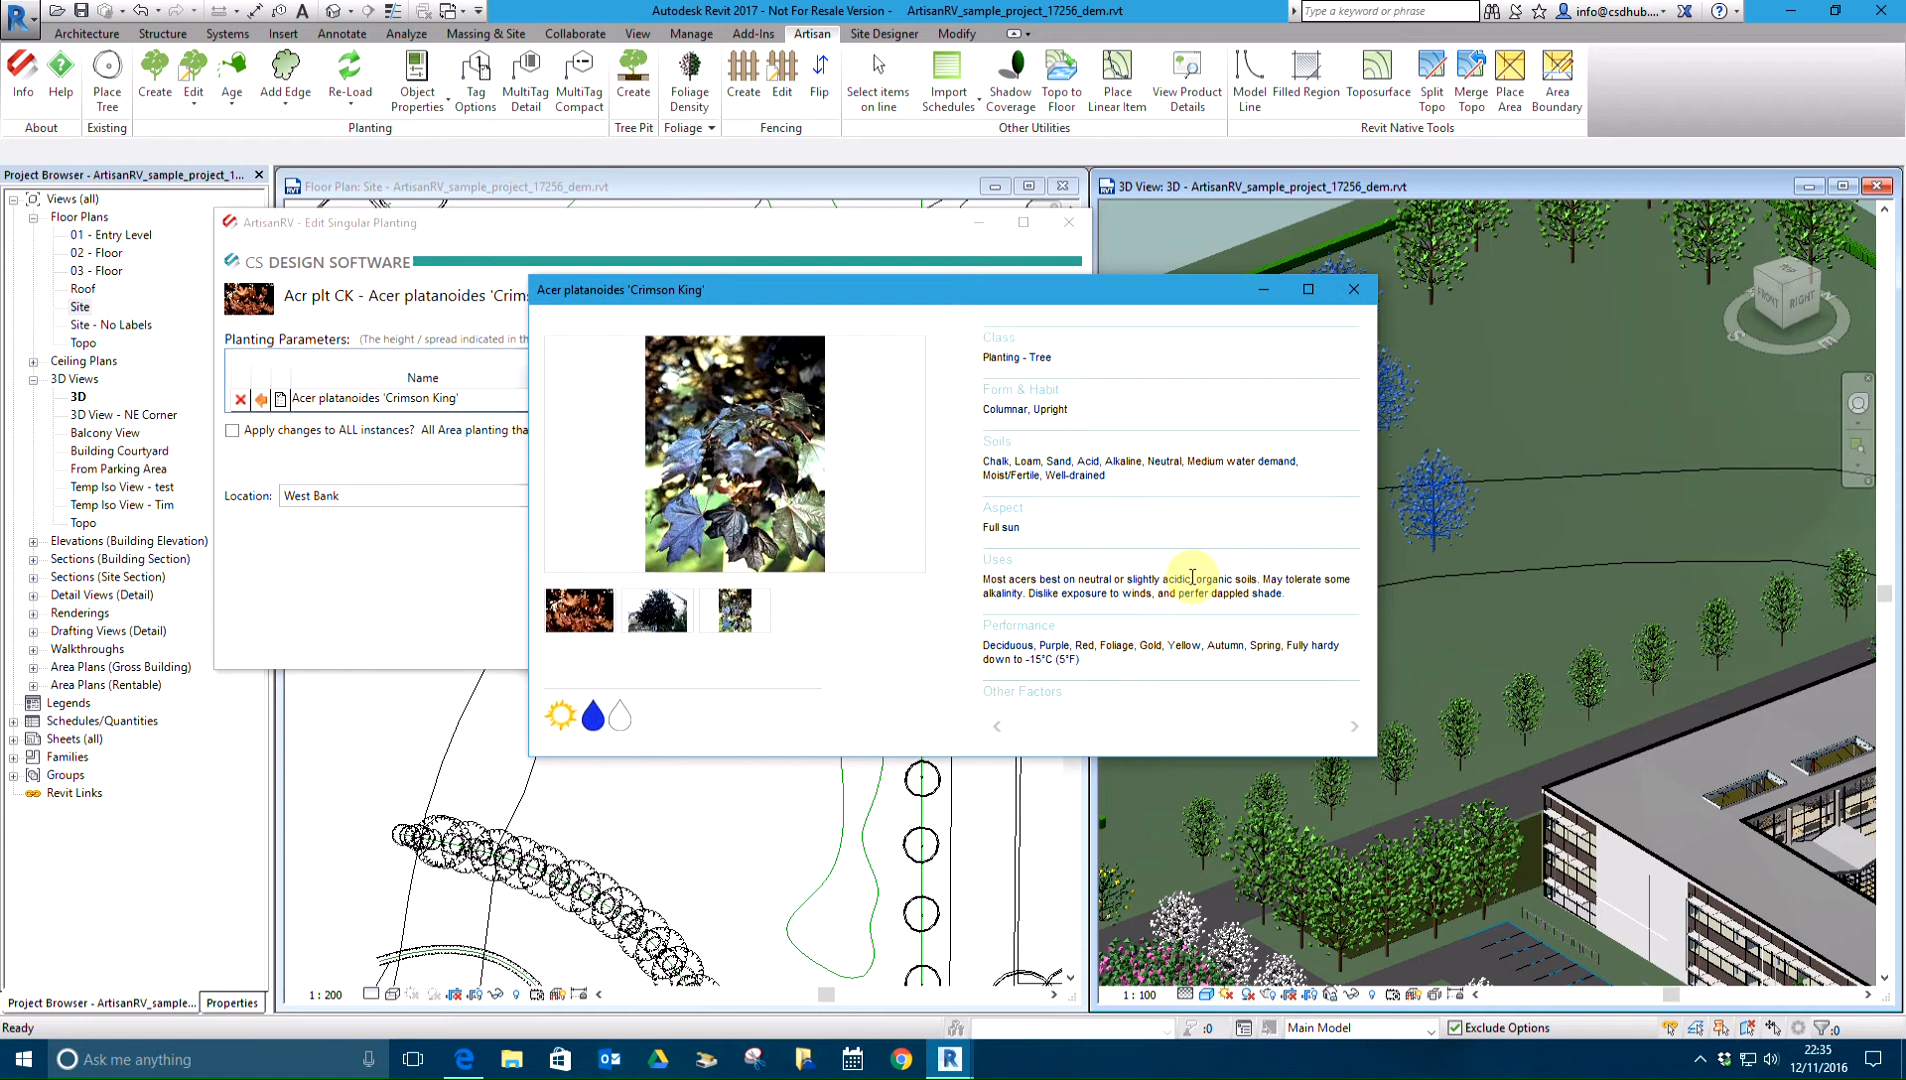 Autodesk Revit 2017 - Not For Resale Version - ArtisanRV_sample_project_17256_dem.rvt
Type a keyword or phrase
info@csdhub....
Architecture Structure Systems Insert Annotate Analyze Massing & Site Collaborate View Manage Add-Ins Artisan Site Designer Modify
Info Help Place Tree Create Edit Age Add Edge Re-Load Object Properties Tag Options MultiTag Detail MultiTag Compact Create Foliage Density Create Edit Flip Select items on line Import Schedules Shadow Coverage Topo to Floor Place Linear Item View Product Details Model Line Filled Region Toposurface Split Topo Merge Topo Place Area Area Boundary
About Existing Planting Tree Pit Foliage Fencing Other Utilities Revit Native Tools
Project Browser - ArtisanRV_sample_project_1...
Views (all)
Floor Plans
01 - Entry Level
02 - Floor
03 - Floor
Roof
Site
Site - No Labels
Topo
Ceiling Plans
3D Views
3D
3D View - NE Corner
Balcony View
Building Courtyard
From Parking Area
Temp Iso View - test
Temp Iso View - Tim
Topo
Elevations (Building Elevation)
Sections (Building Section)
Sections (Site Section)
Detail Views (Detail)
Renderings
Drafting Views (Detail)
Walkthroughs
Area Plans (Gross Building)
Area Plans (Rentable)
Legends
Schedules/Quantities
Sheets (all)
Families
Groups
Revit Links
Project Browser - ArtisanRV_sample... Properties
Floor Plan: Site - ArtisanRV_sample_project_17256_dem.rvt
ArtisanRV - Edit Singular Planting
CS DESIGN SOFTWARE
Acr plt CK - Acer platanoides 'Crims
Planting Parameters: (The height / spread indicated in th
Name
Acer platanoides 'Crimson King'
Apply changes to ALL instances? All Area planting tha
Location: West Bank
Acer platanoides 'Crimson King'
Class
Planting - Tree
Form & Habit
Columnar, Upright
Soils
Chalk, Loam, Sand, Acid, Alkaline, Neutral, Medium water demand,
Moist/Fertile, Well-drained
Aspect
Full sun
Uses
Most acers best on neutral or slightly acidic, organic soils. May tolerate some
alkalinity. Dislike exposure to winds, and perfer dappled shade.
Performance
Deciduous, Purple, Red, Foliage, Gold, Yellow, Autumn, Spring, Fully hardy
down to -15°C (5°F)
Other Factors
3D View: 3D - ArtisanRV_sample_project_17256_dem.rvt
FRONT RIGHT
S E
1 : 200
1 : 100
Ready
:0
Main Model
Exclude Options
:0
Ask me anything
22:35
12/11/2016